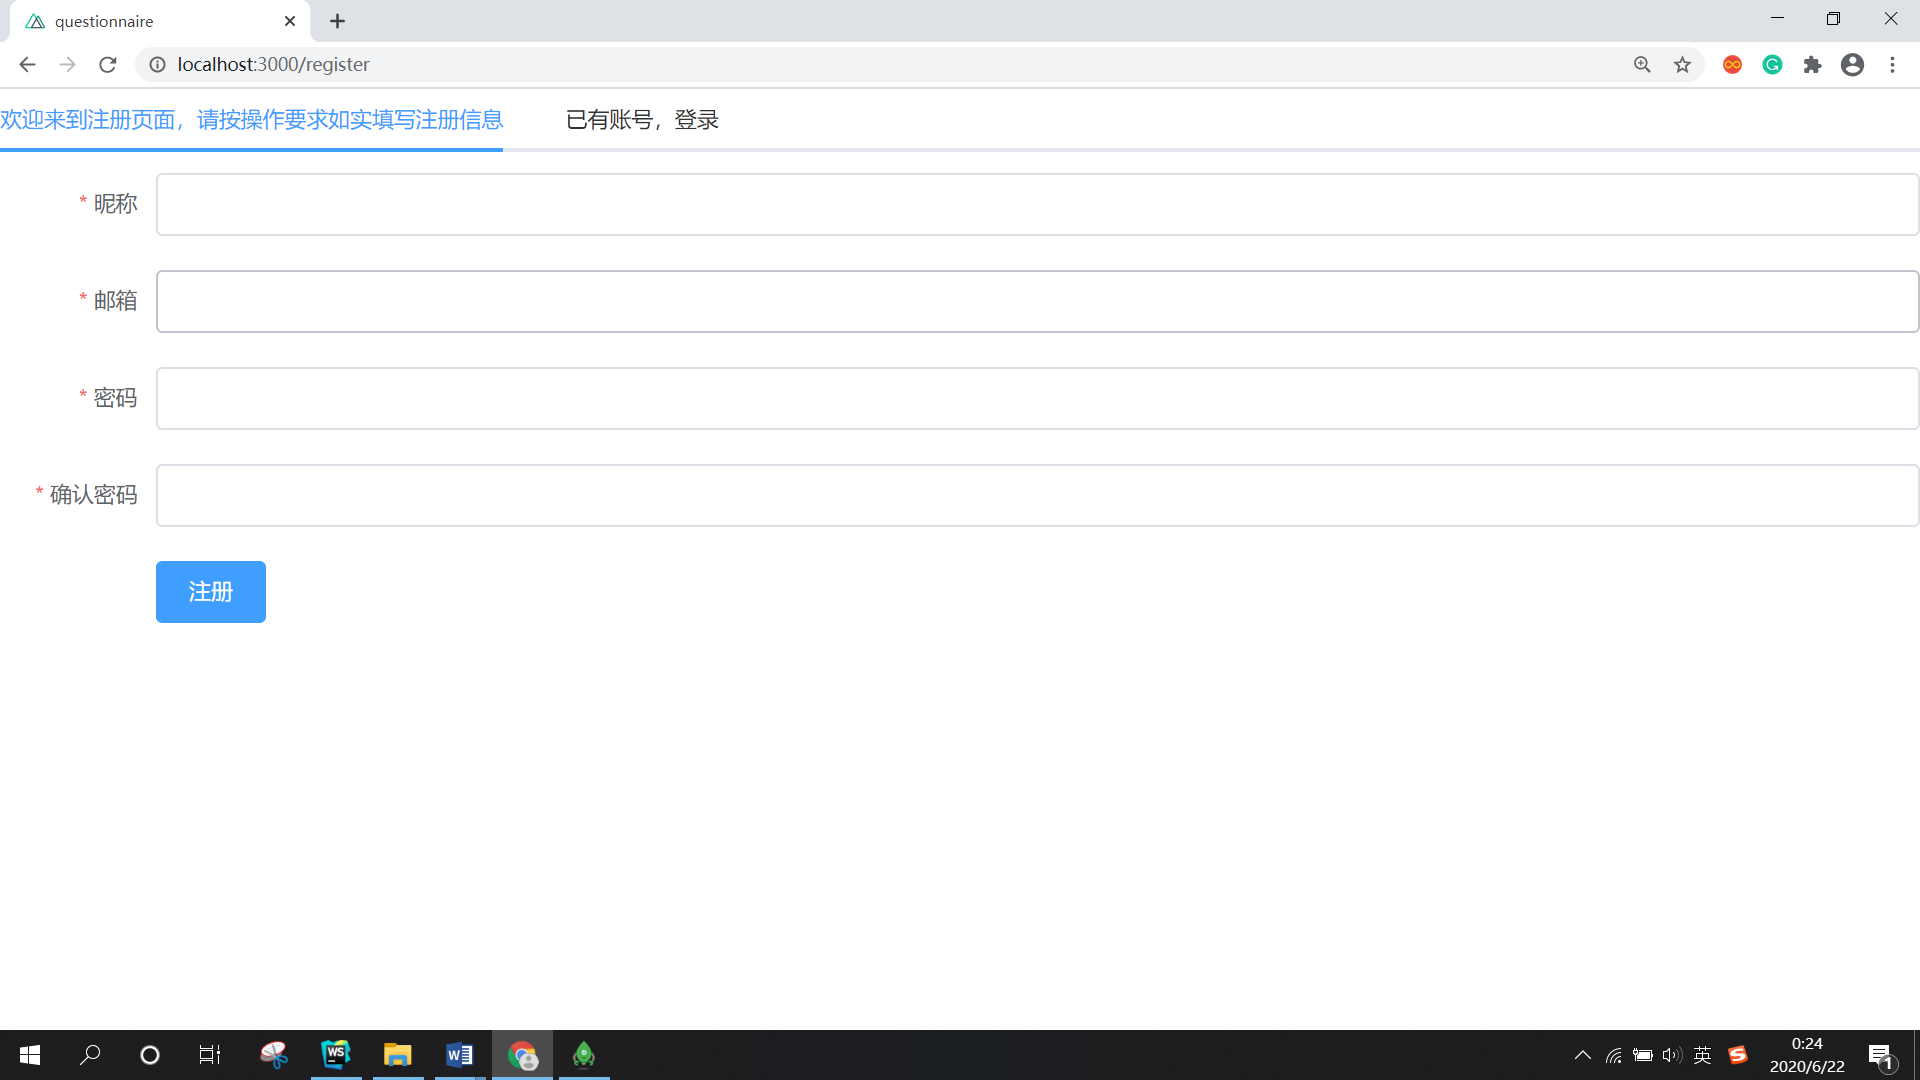 questionnaire
localhost:3000/register
欢迎来到注册页面，请按操作要求如实填写注册信息
已有账号，登录
* 昵称
* 邮箱
* 密码
* 确认密码
注册
WS
W
英
S
0:24
2020/6/22
1